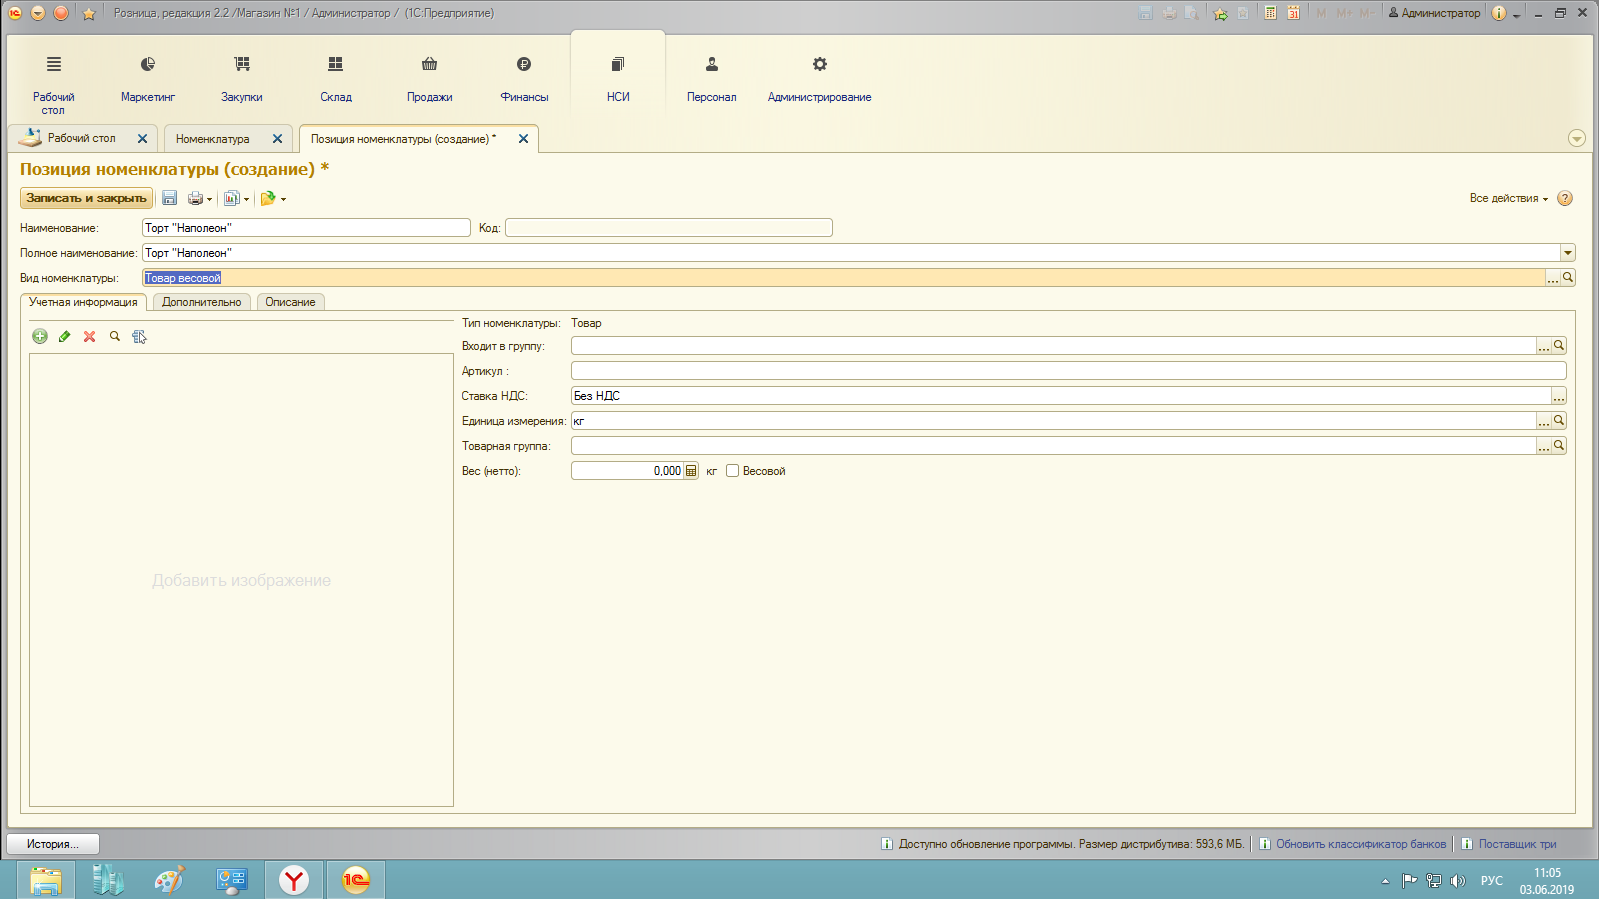 Розница, редакция 2.2 /Магазин №1 / Администратор / (1С:Предприятие)
31 M M+ M- Администратор
Рабочий стол
Маркетинг
Закупки
Склад
Продажи
Финансы
НСИ
Персонал
Администрирование
Рабочий стол
Номенклатура
Позиция номенклатуры (создание) *
Позиция номенклатуры (создание) *
Записать и закрыть
Все действия
Наименование: Торт "Наполеон" Код:
Полное наименование: Торт "Наполеон"
Вид номенклатуры: Товар весовой
Учетная информация Дополнительно Описание
Тип номенклатуры: Товар
Входит в группу:
Артикул :
Ставка НДС: Без НДС
Единица измерения: кг
Товарная группа:
Вес (нетто): 0,000 кг Весовой
Добавить изображение
История...
Доступно обновление программы. Размер дистрибутива: 593,6 МБ.
Обновить классификатор банков
Поставщик три
РУС
11:05
03.06.2019